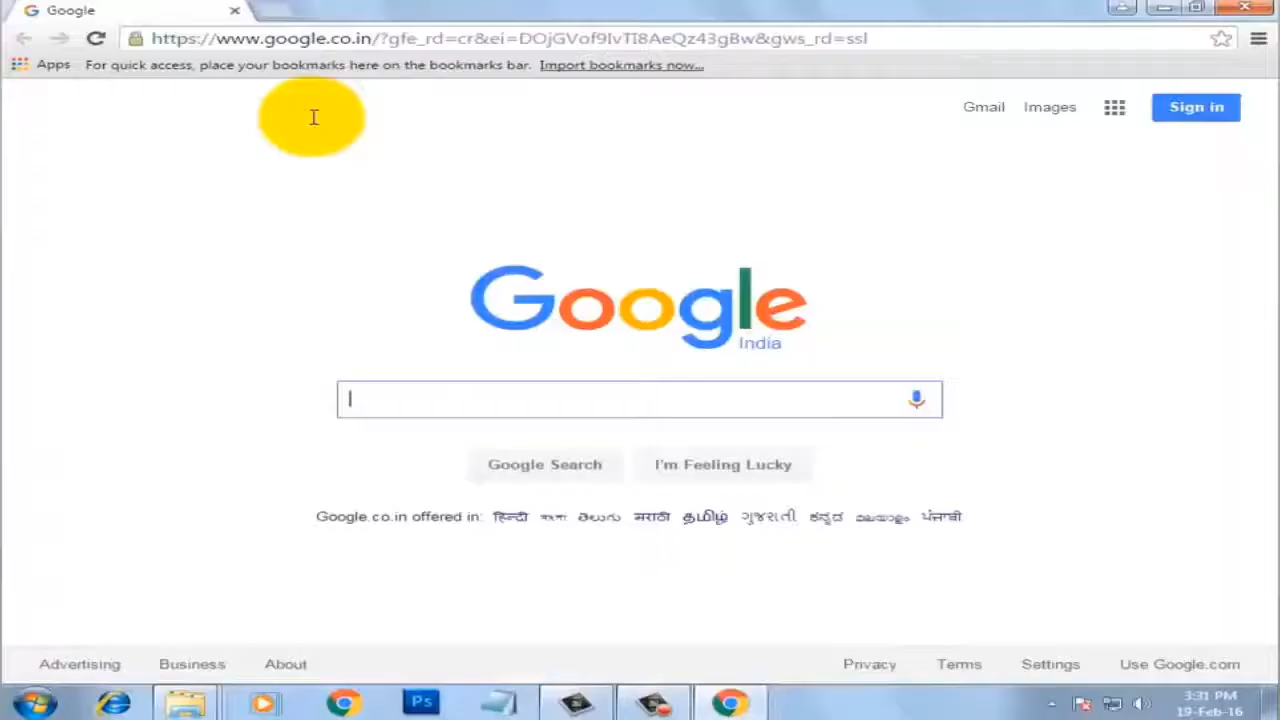 Google
https://www.google.co.in/?gfe_rd=cr&ei=DOjGVof9IvTI8AeQz43gBw&gws_rd=ssl
Apps For quick access, place your bookmarks here on the bookmarks bar. Import bookmarks now...
Gmail Images Sign in
Google
India
Google Search I'm Feeling Lucky
Google.co.in offered in: हिन्दी বাংলা తెలుగు मराठी தமிழ் ગુજરાતી ಕನ್ನಡ മലയാളം ਪੰਜਾਬੀ
Advertising Business About Privacy Terms Settings Use Google.com
Ps
3:31 PM
19-Feb-16